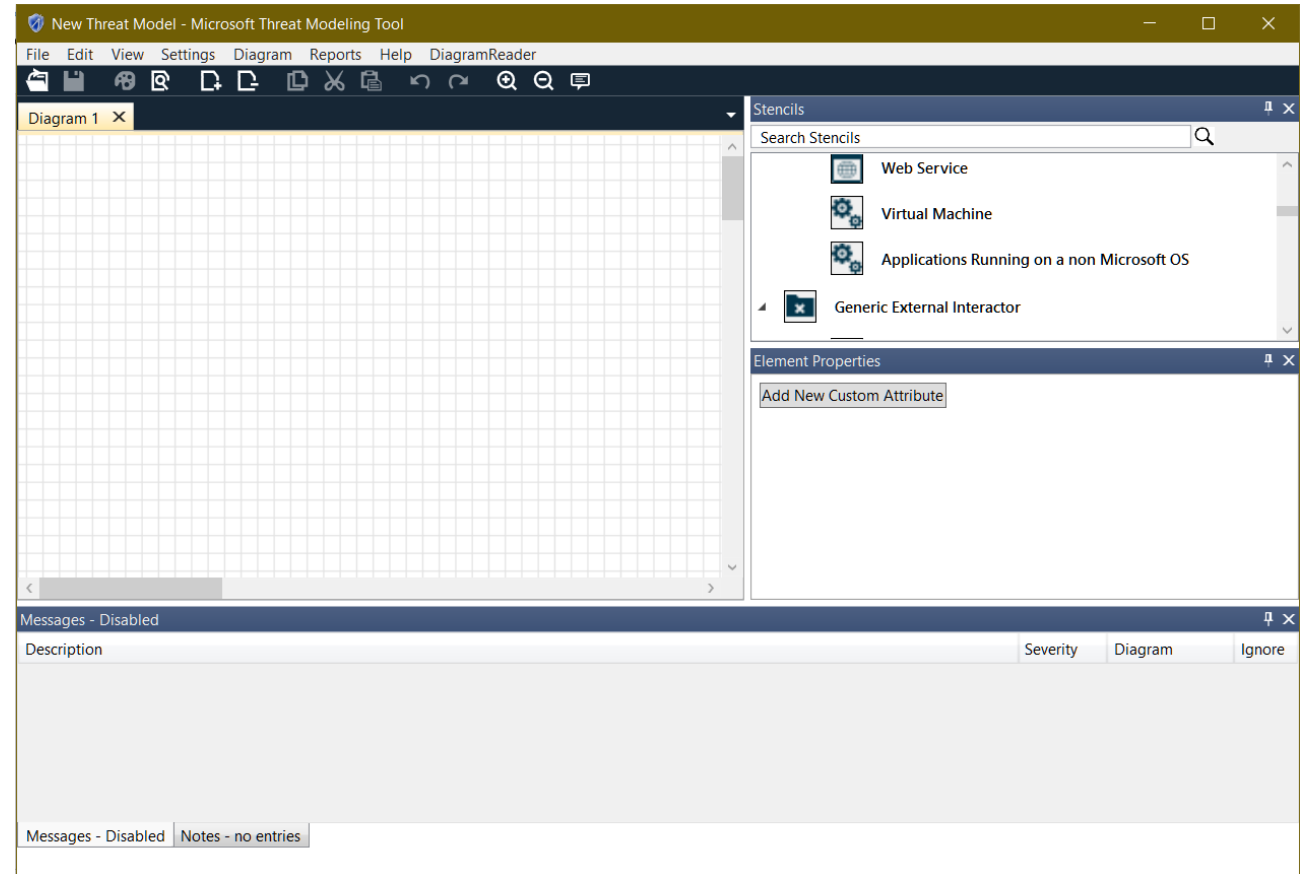 New Threat Model - Microsoft Threat Modeling Tool
File Edit View Settings Diagram Reports Help DiagramReader
Diagram 1
Stencils
Search Stencils
Web Service
Virtual Machine
Applications Running on a non Microsoft OS
Generic External Interactor
Element Properties
Add New Custom Attribute
Messages - Disabled
Description Severity Diagram Ignore
Messages - Disabled Notes - no entries